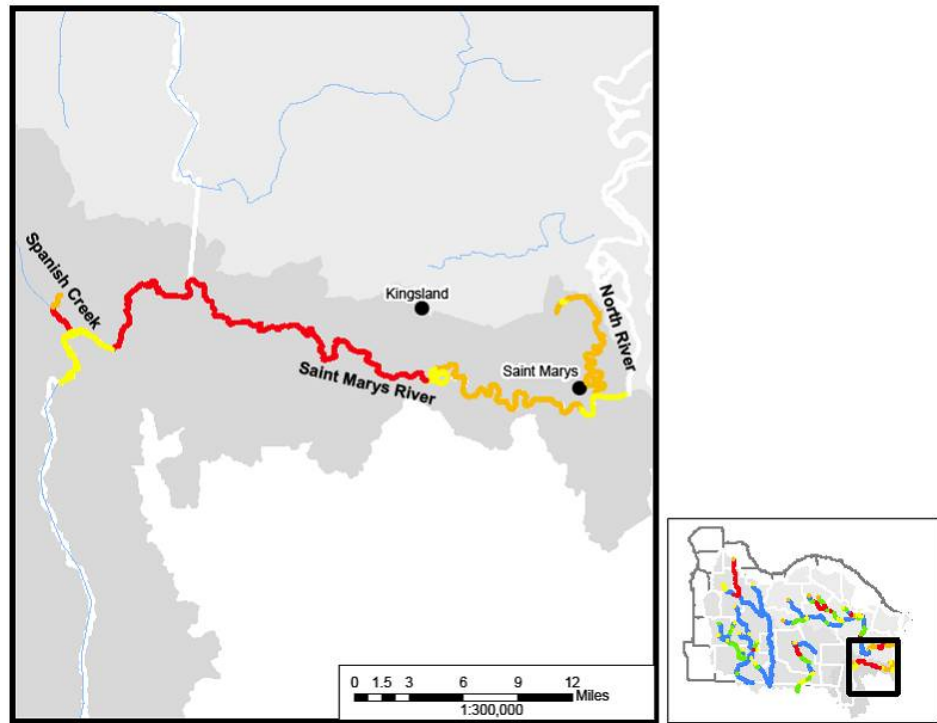 Spanish Creek
Kingsland
North River
Saint Marys
Saint Marys River
0 1.5 3 6 9 12
Miles
1:300,000